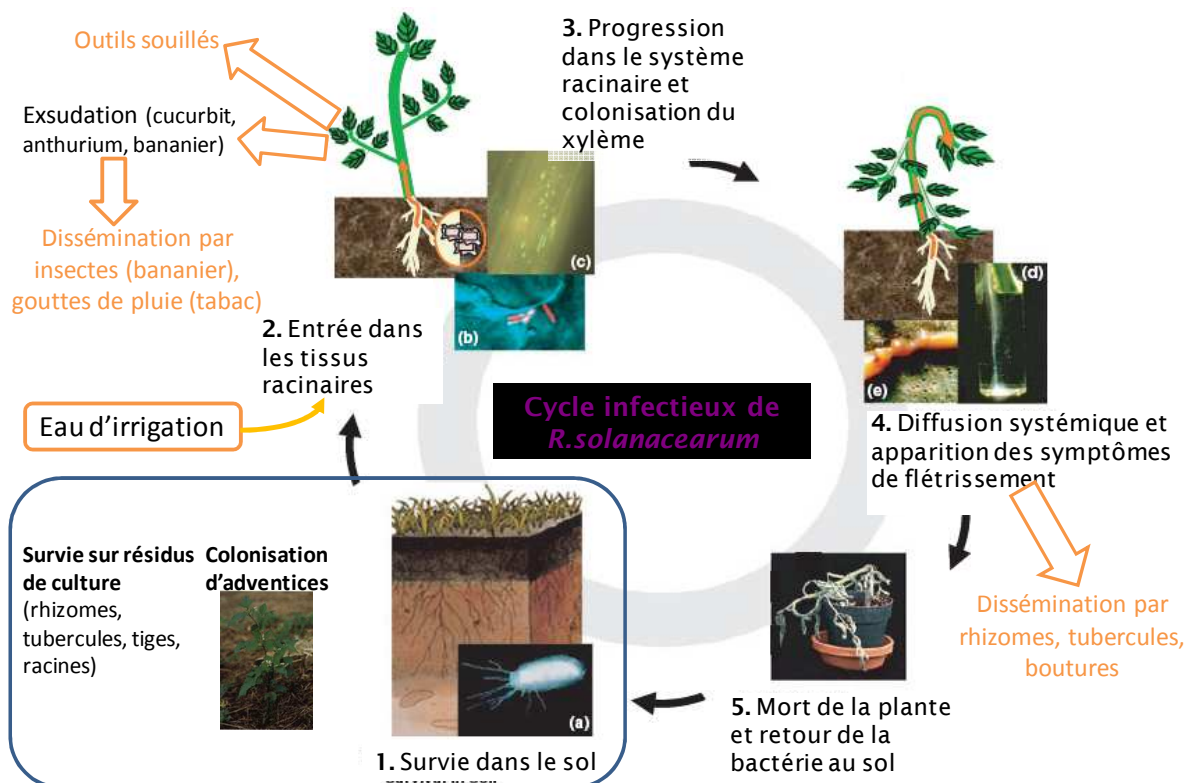 Outils souillés
Exsudation (cucurbit,
anthurium, bananier)
Dissémination par
insectes (bananier),
gouttes de pluie (tabac)
3. Progression
dans le système
racinaire et
colonisation du
xylème
(c)
(b)
2. Entrée dans
les tissus
racinaires
Eau d'irrigation
Cycle infectieux de
R.solanacearum
(d)
(e)
4. Diffusion systémique et
apparition des symptômes
de flétrissement
Dissémination par
rhizomes, tubercules,
boutures
5. Mort de la plante
et retour de la
bactérie au sol
Survie sur résidus
de culture
(rhizomes,
tubercules, tiges,
racines)
Colonisation
d'adventices
(a)
1. Survie dans le sol